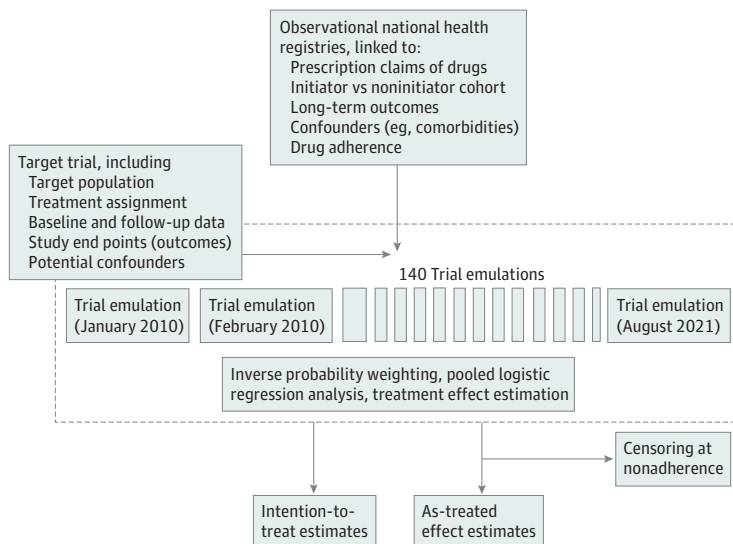 Observational national health
registries, linked to:
Prescription claims of drugs
Initiator vs noninitiator cohort
Long-term outcomes
Confounders (eg, comorbidities)
Drug adherence
Target trial, including
Target population
Treatment assignment
Baseline and follow-up data
Study end points (outcomes)
Potential confounders
140 Trial emulations
Trial emulation
(January 2010)
Trial emulation
(February 2010)
Trial emulation
(August 2021)
Inverse probability weighting, pooled logistic
regression analysis, treatment effect estimation
Censoring at
nonadherence
Intention-to-
treat estimates
As-treated
effect estimates